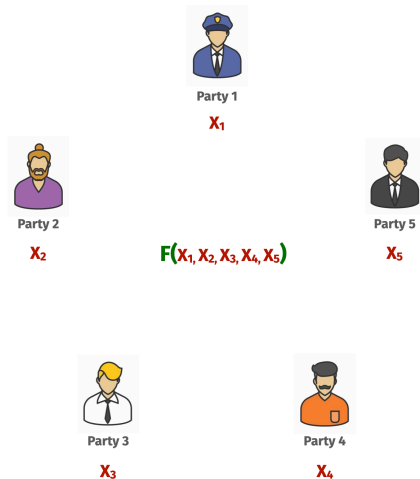 Party 1
X₁
Party 2
Party 5
X₂
F(X₁, X₂, X₃, X₄, X₅)
X₅
Party 3
Party 4
X₃
X₄